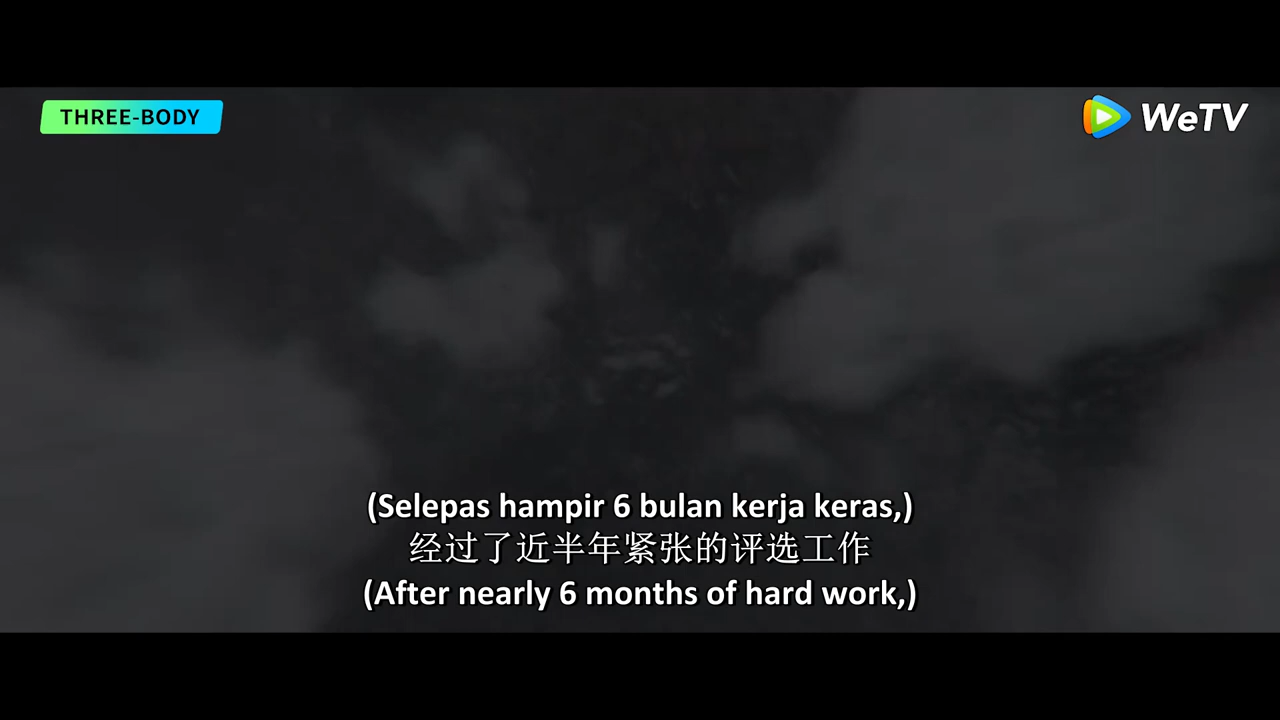 THREE-BODY
WeTV
(Selepas hampir 6 bulan kerja keras,)
经过了近半年紧张的评选工作
(After nearly 6 months of hard work,)